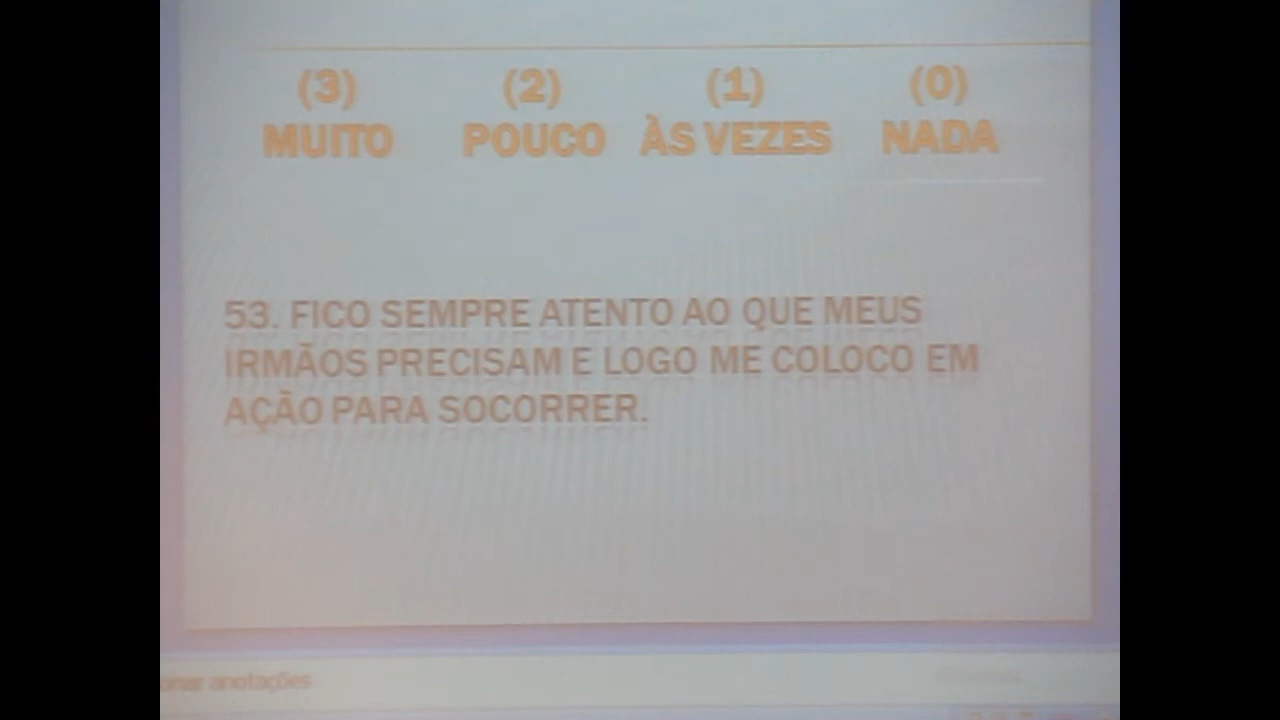 (3) (2) (1) (0)
MUITO POUCO ÀS VEZES NADA
53. FICO SEMPRE ATENTO AO QUE MEUS
IRMÃOS PRECISAM E LOGO ME COLOCO EM
AÇÃO PARA SOCORRER.
anotações